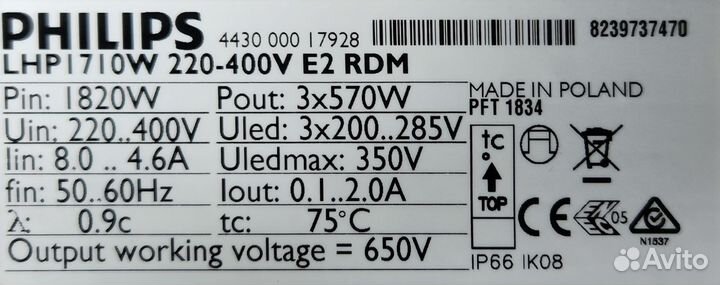 PHILIPS 4430 000 17928 8239737470
LHP1710W 220-400V E2 RDM
Pin: 1820W Pout: 3x570W
Uin: 220..400V Uled: 3x200..285V
Iin: 8.0 .. 4.6A Uledmax: 350V
fin: 50..60Hz Iout: 0.1..2.0A
λ: 0.9c tc: 75°C
Output working voltage = 650V
MADE IN POLAND
PFT 1834
tc
TOP
CE
05
N1537
IP66 IK08
Avito